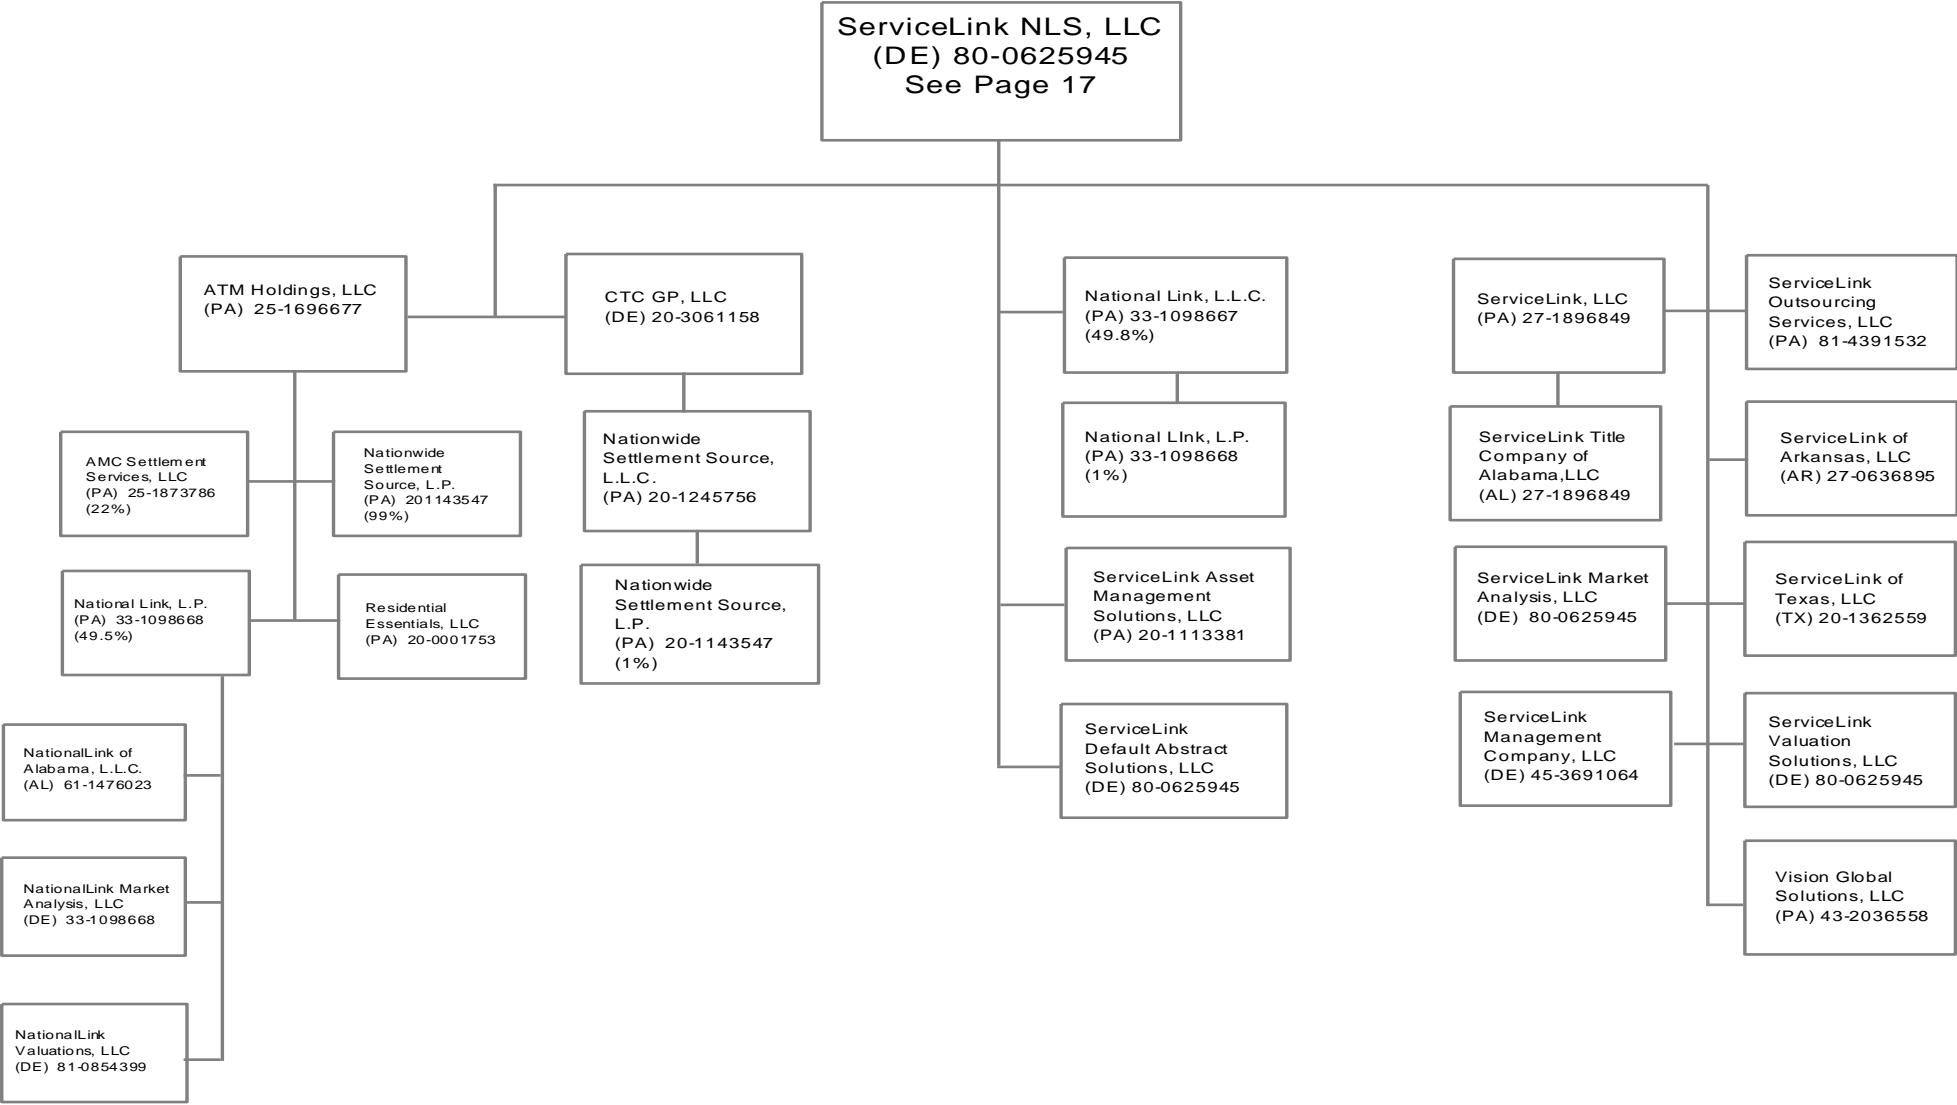 ServiceLink NLS, LLC
(DE) 80-0625945
See Page 17
ATM Holdings, LLC
(PA) 25-1696677
CTC GP, LLC
(DE) 20-3061158
National Link, L.L.C.
(PA) 33-1098667
(49.8%)
ServiceLink, LLC
(PA) 27-1896849
ServiceLink
Outsourcing
Services, LLC
(PA) 81-4391532
AMC Settlement
Services, LLC
(PA) 25-1873786
(22%)
Nationwide
Settlement
Source, L.P.
(PA) 201143547
(99%)
Nationwide
Settlement Source,
L.L.C.
(PA) 20-1245756
National LInk, L.P.
(PA) 33-1098668
(1%)
ServiceLink Title
Company of
Alabama,LLC
(AL) 27-1896849
ServiceLink of
Arkansas, LLC
(AR) 27-0636895
National Link, L.P.
(PA) 33-1098668
(49.5%)
Residential
Essentials, LLC
(PA) 20-0001753
Nationwide
Settlement Source,
L.P.
(PA) 20-1143547
(1%)
ServiceLink Asset
Management
Solutions, LLC
(PA) 20-1113381
ServiceLink Market
Analysis, LLC
(DE) 80-0625945
ServiceLink of
Texas, LLC
(TX) 20-1362559
NationalLink of
Alabama, L.L.C.
(AL) 61-1476023
ServiceLink
Default Abstract
Solutions, LLC
(DE) 80-0625945
ServiceLink
Management
Company, LLC
(DE) 45-3691064
ServiceLink
Valuation
Solutions, LLC
(DE) 80-0625945
NationalLink Market
Analysis, LLC
(DE) 33-1098668
Vision Global
Solutions, LLC
(PA) 43-2036558
NationalLink
Valuations, LLC
(DE) 81-0854399